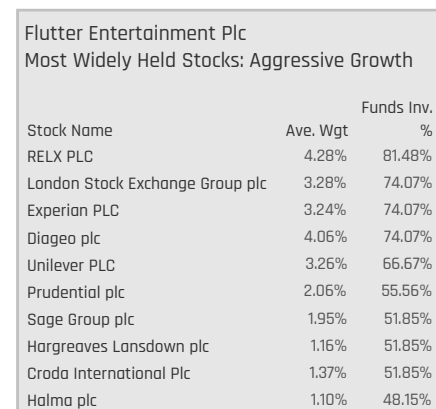 Flutter Entertainment Plc
Most Widely Held Stocks: Aggressive Growth
Funds Inv.
Stock Name Ave. Wgt %
RELX PLC 4.28% 81.48%
London Stock Exchange Group plc 3.28% 74.07%
Experian PLC 3.24% 74.07%
Diageo plc 4.06% 74.07%
Unilever PLC 3.26% 66.67%
Prudential plc 2.06% 55.56%
Sage Group plc 1.95% 51.85%
Hargreaves Lansdown plc 1.16% 51.85%
Croda International Plc 1.37% 51.85%
Halma plc 1.10% 48.15%